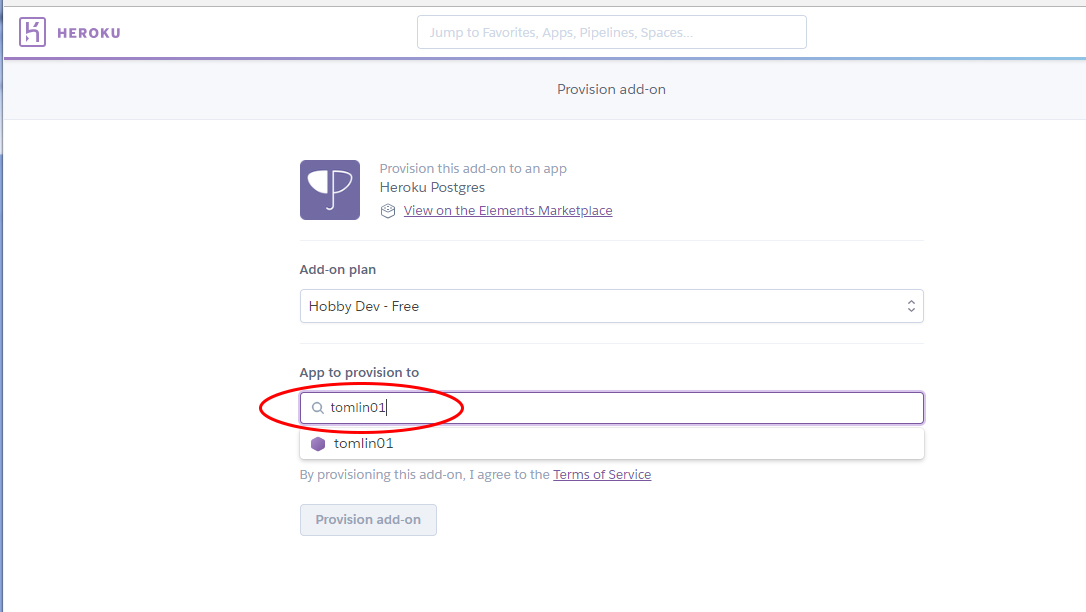 HEROKU
Jump to Favorites, Apps, Pipelines, Spaces...
Provision add-on
Provision this add-on to an app
Heroku Postgres
View on the Elements Marketplace
Add-on plan
Hobby Dev - Free
App to provision to
tomlin01
tomlin01
By provisioning this add-on, I agree to the Terms of Service
Provision add-on